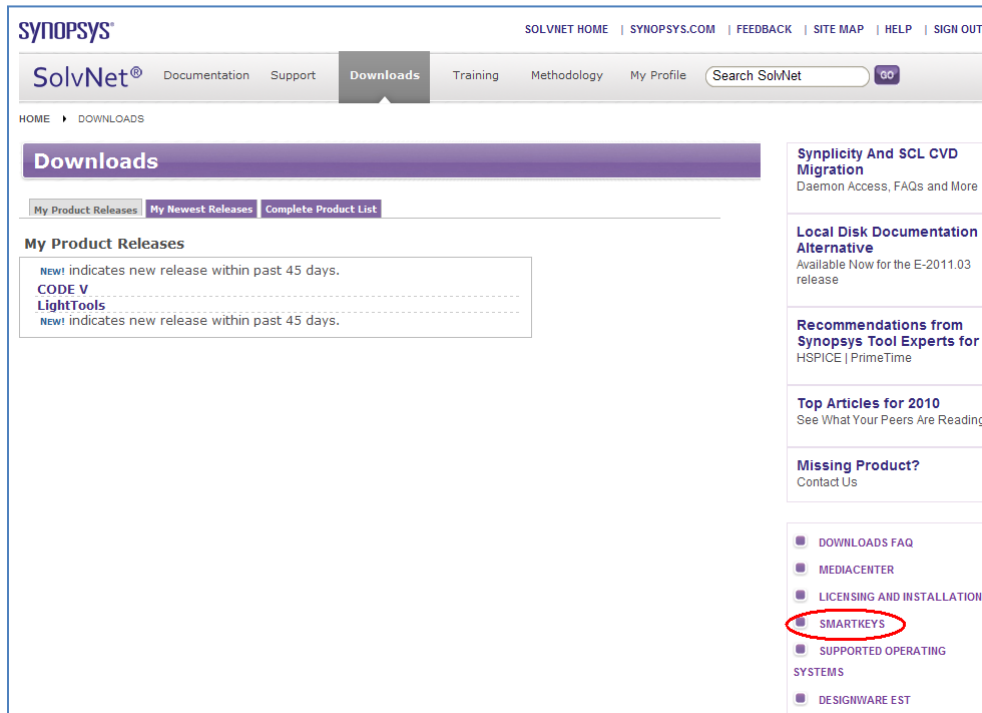 SYNOPSYS®
SOLVNET HOME | SYNOPSYS.COM | FEEDBACK | SITE MAP | HELP | SIGN OUT
SolvNet® Documentation Support Downloads Training Methodology My Profile Search SolvNet GO
HOME DOWNLOADS
Downloads
My Product Releases My Newest Releases Complete Product List
My Product Releases
NEW! indicates new release within past 45 days.
CODE V
LightTools
NEW! indicates new release within past 45 days.
Synplicity And SCL CVD
Migration
Daemon Access, FAQs and More
Local Disk Documentation
Alternative
Available Now for the E-2011.03
release
Recommendations from
Synopsys Tool Experts for
HSPICE | PrimeTime
Top Articles for 2010
See What Your Peers Are Reading
Missing Product?
Contact Us
DOWNLOADS FAQ
MEDIACENTER
LICENSING AND INSTALLATION
SMARTKEYS
SUPPORTED OPERATING
SYSTEMS
DESIGNWARE EST